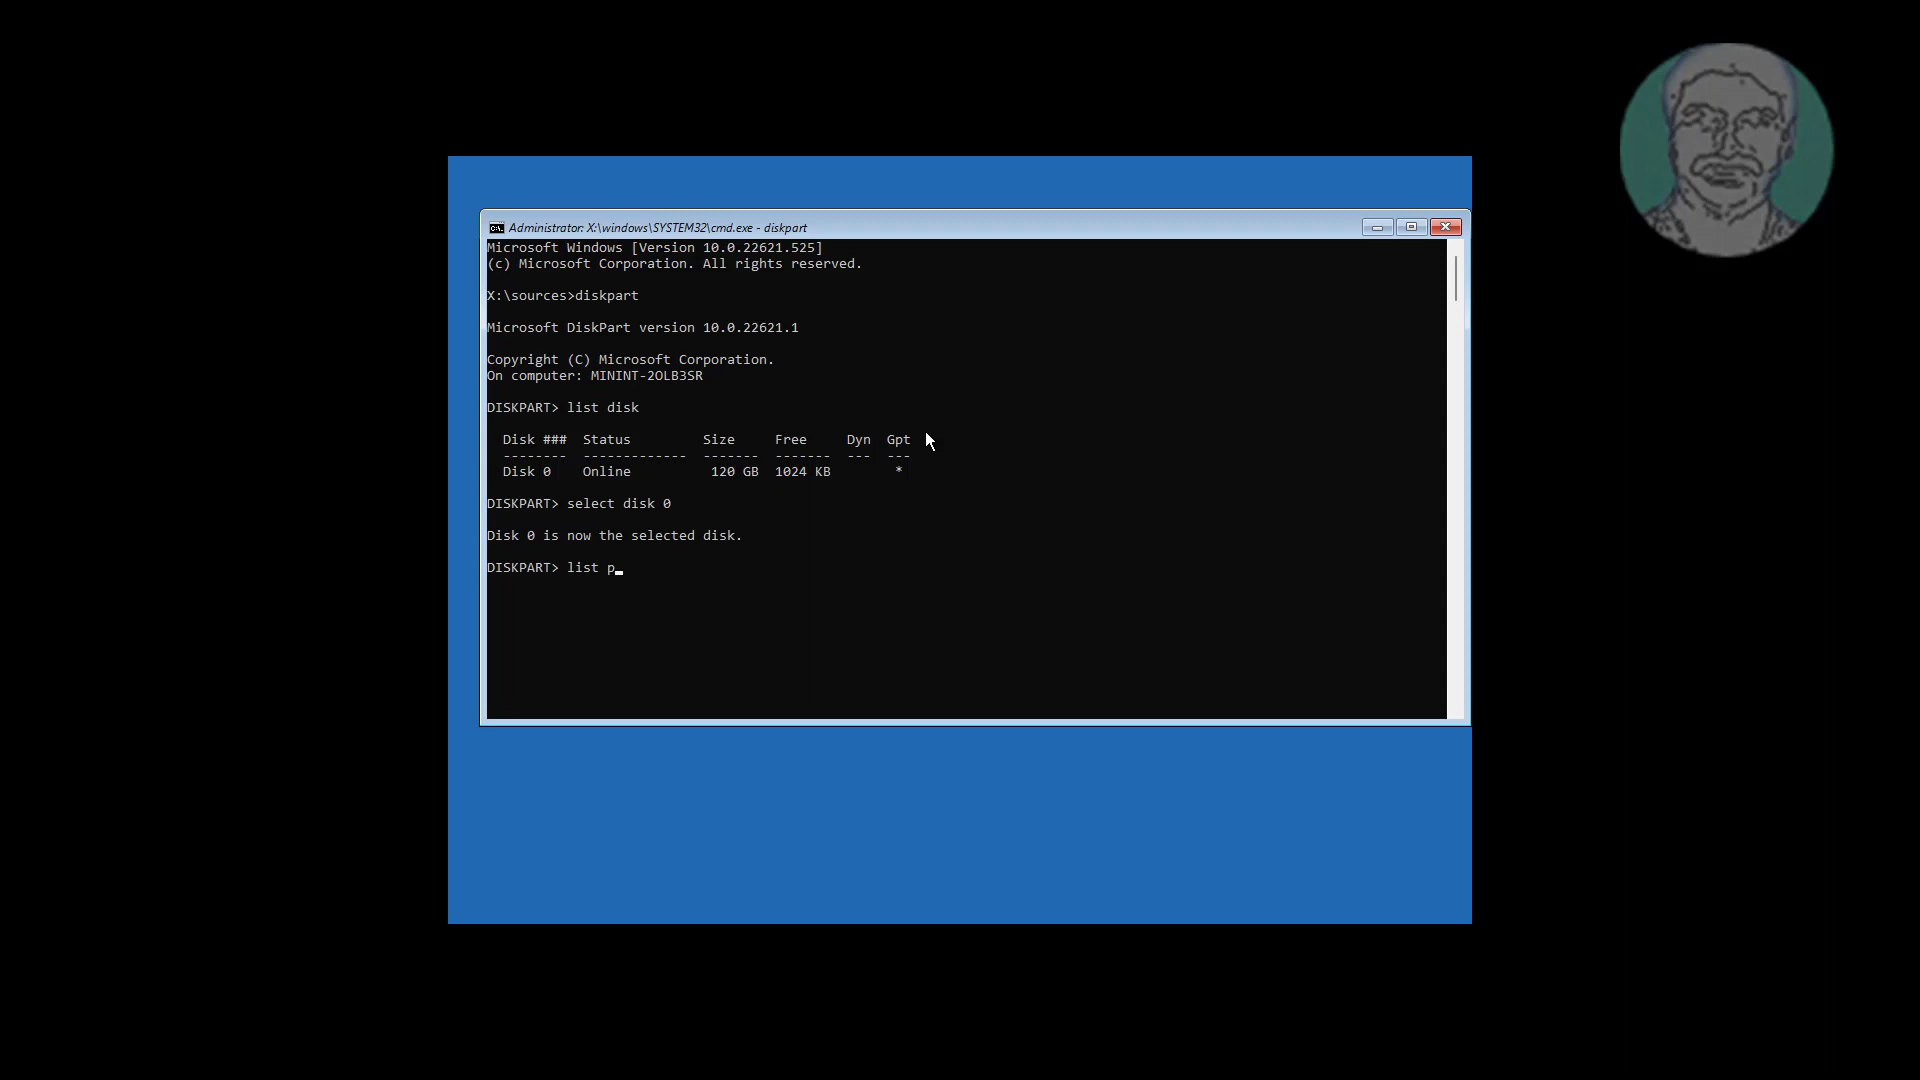 Administrator: X:\windows\SYSTEM32\cmd.exe - diskpart
Microsoft Windows [Version 10.0.22621.525]
(c) Microsoft Corporation. All rights reserved.
X:\sources>diskpart
Microsoft DiskPart version 10.0.22621.1
Copyright (C) Microsoft Corporation.
On computer: MININT-2OLB3SR
DISKPART> list disk
  Disk ###  Status         Size     Free     Dyn  Gpt
  --------  -------------  -------  -------  ---  ---
  Disk 0    Online          120 GB  1024 KB        *
DISKPART> select disk 0
Disk 0 is now the selected disk.
DISKPART> list p_